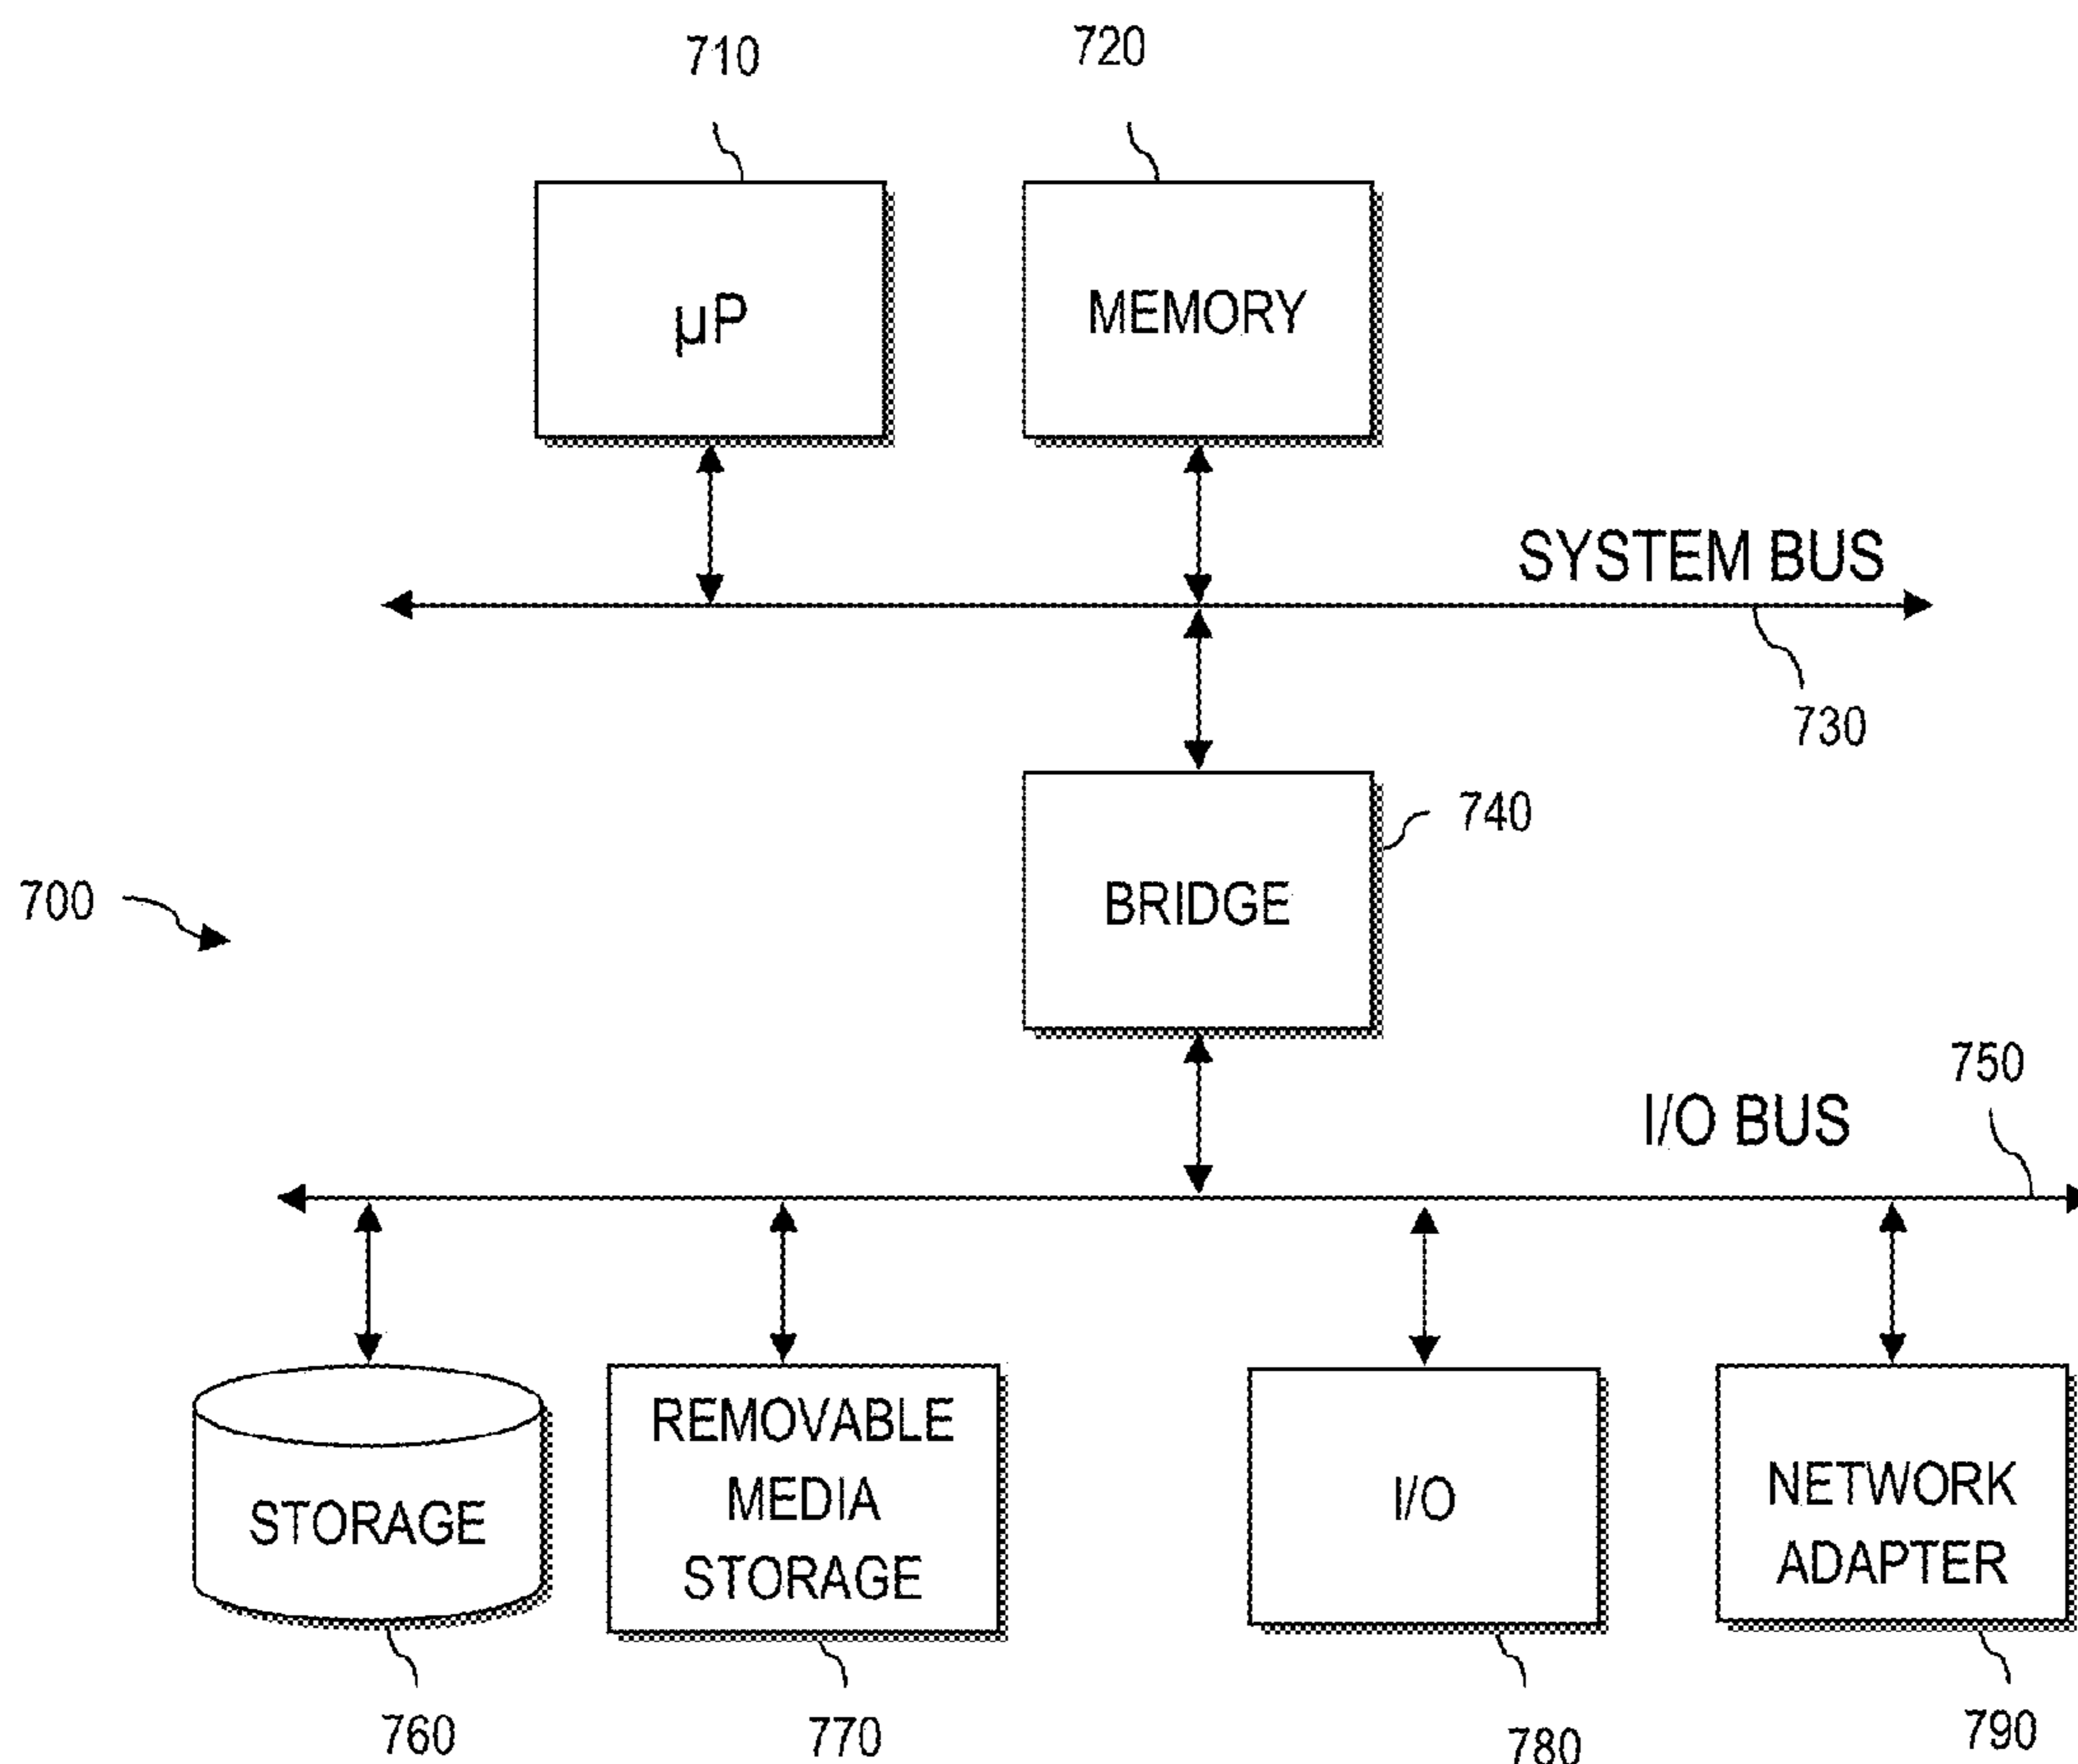 710
720
µP
MEMORY
SYSTEM BUS
730
740
BRIDGE
700
750
I/O BUS
STORAGE
REMOVABLE
MEDIA
STORAGE
I/O
NETWORK
ADAPTER
760
770
780
790